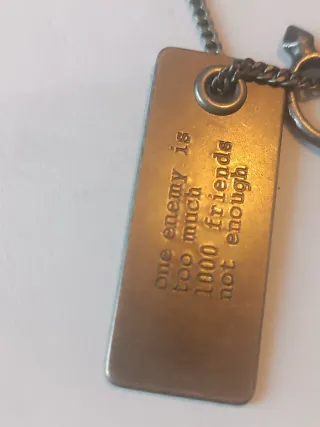 one enemy is
too much
1000 friends
not enough